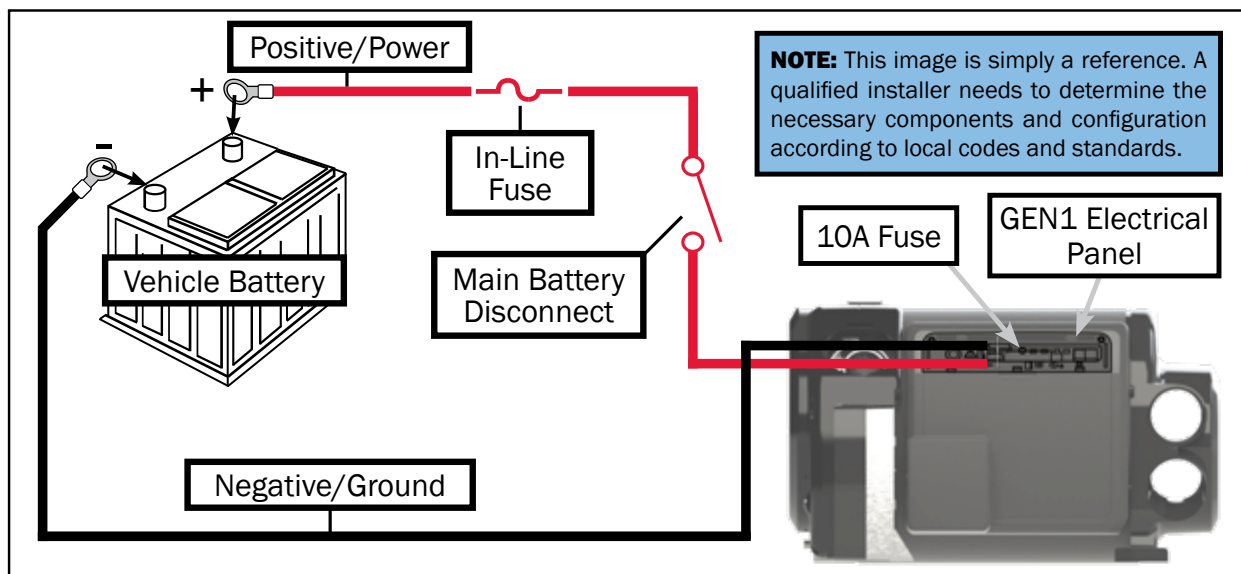 Positive/Power
NOTE: This image is simply a reference. A
qualified installer needs to determine the
necessary components and configuration
according to local codes and standards.
+
-
In-Line
Fuse
10A Fuse
GEN1 Electrical
Panel
Vehicle Battery
Main Battery
Disconnect
Negative/Ground